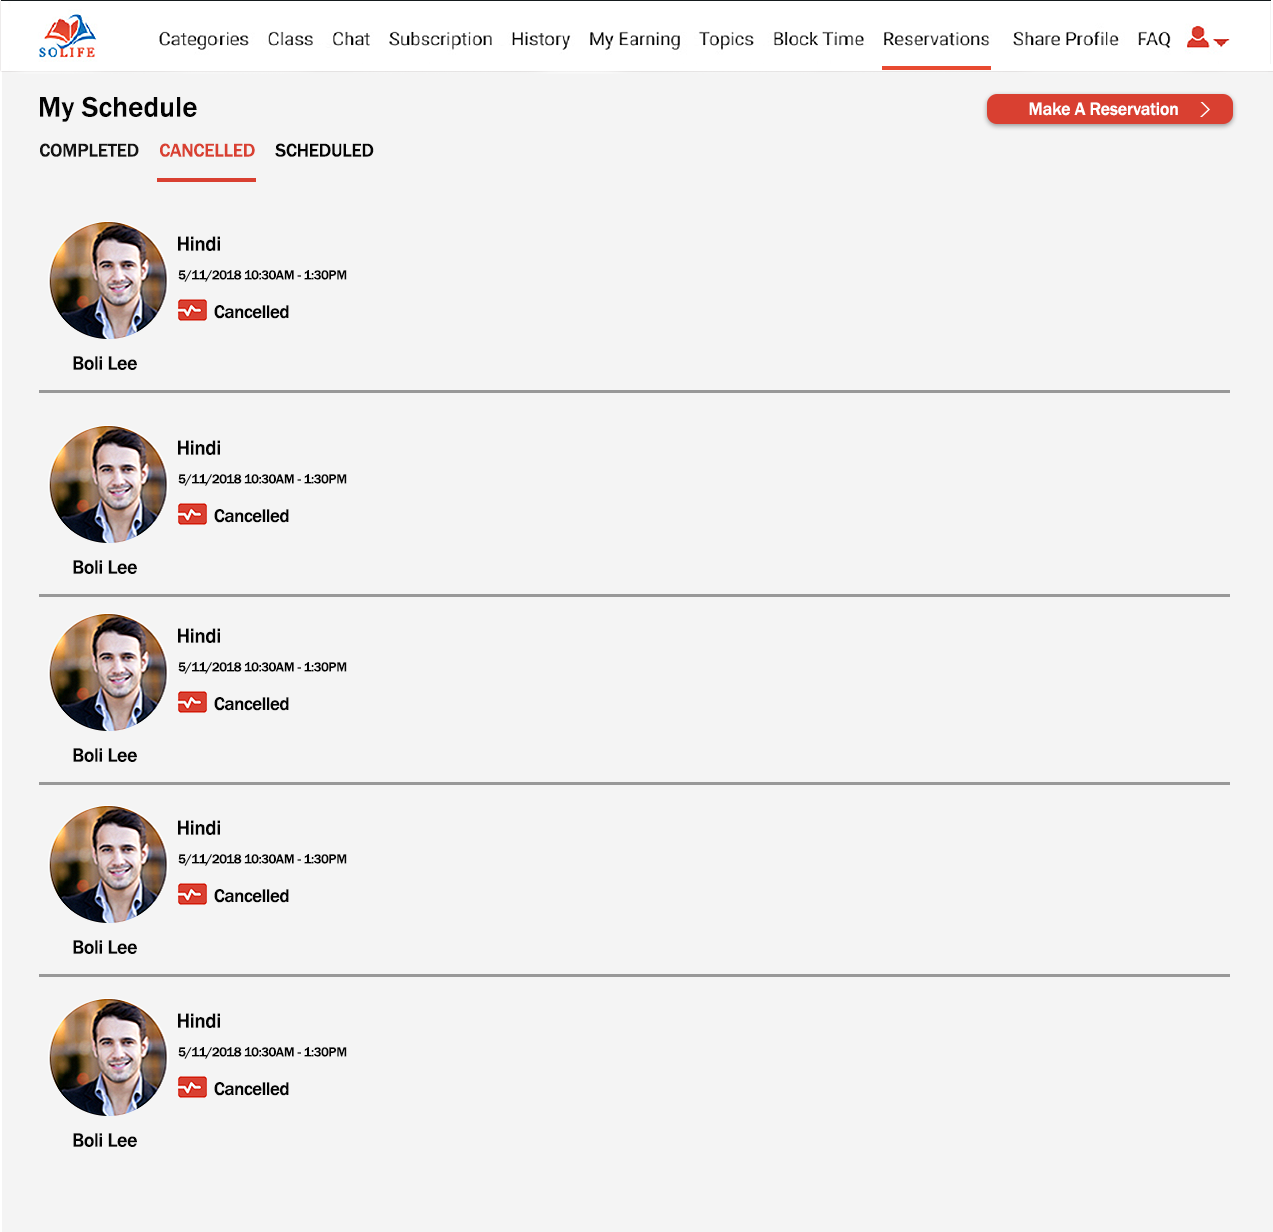 SOLIFE
Categories Class Chat Subscription History My Earning Topics Block Time Reservations Share Profile FAQ
My Schedule
Make A Reservation
COMPLETED CANCELLED SCHEDULED
Hindi
5/11/2018 10:30AM - 1:30PM
Cancelled
Boli Lee
Hindi
5/11/2018 10:30AM - 1:30PM
Cancelled
Boli Lee
Hindi
5/11/2018 10:30AM - 1:30PM
Cancelled
Boli Lee
Hindi
5/11/2018 10:30AM - 1:30PM
Cancelled
Boli Lee
Hindi
5/11/2018 10:30AM - 1:30PM
Cancelled
Boli Lee